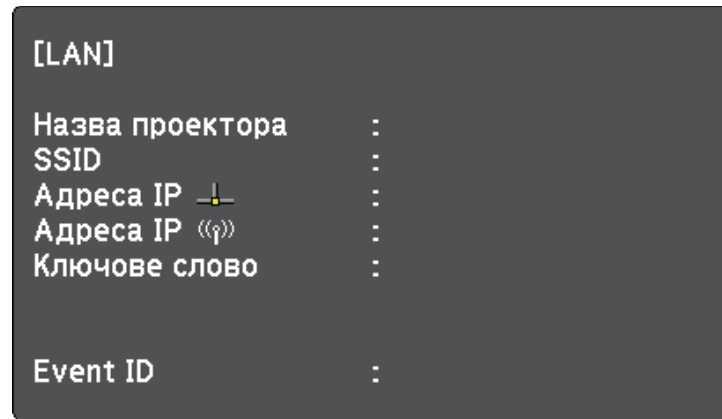 [LAN]
Назва проектора :
SSID :
Адреса IP :
Адреса IP :
Ключове слово :
Event ID :